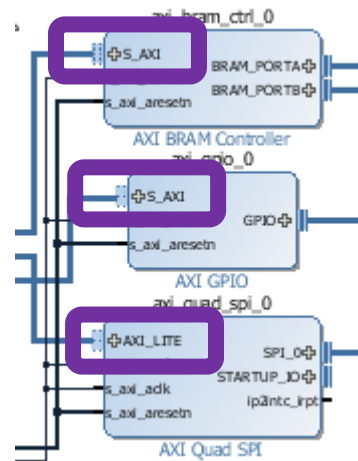 axi_bram_ctrl_0
S_AXI
BRAM_PORTA
BRAM_PORTB
s_axi_aresetn
AXI BRAM Controller
axi_gpio_0
S_AXI
GPIO
s_axi_aresetn
AXI GPIO
axi_quad_spi_0
AXI_LITE
SPI_0
STARTUP_IO
s_axi_aclk
ip2intc_irpt
s_axi_aresetn
AXI Quad SPI